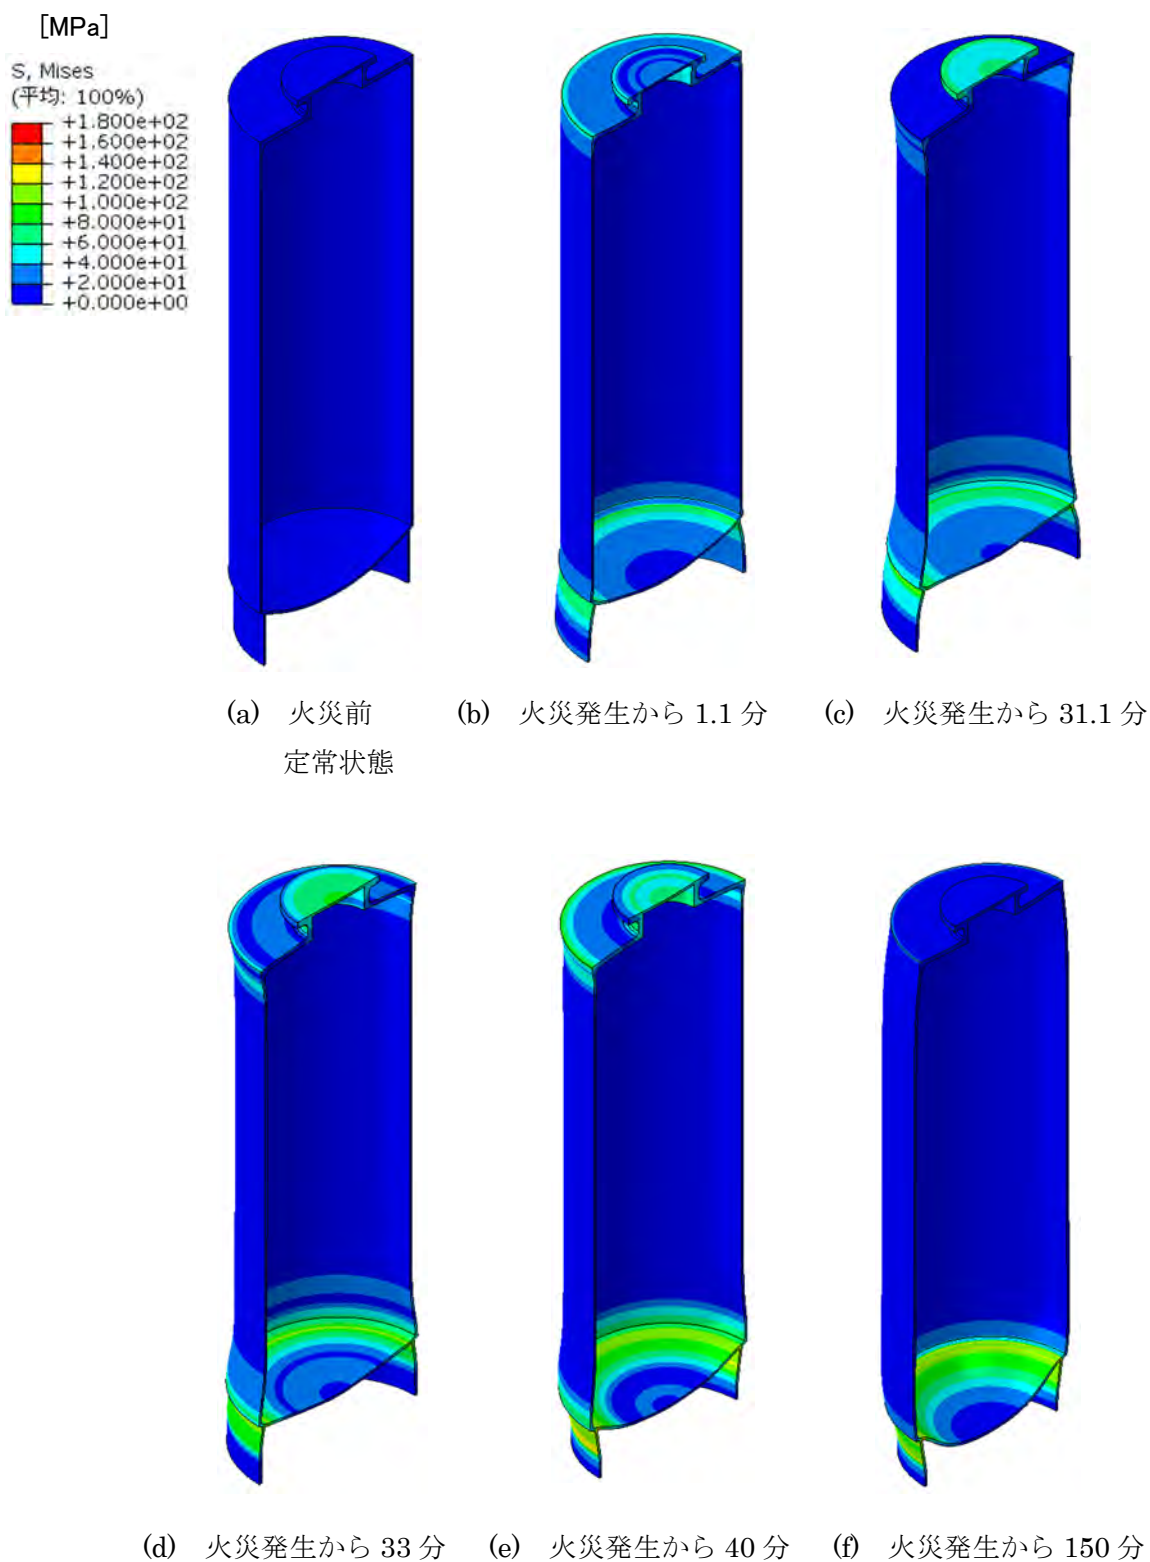 [MPa]
S, Mises
(平均: 100%)
+1.800e+02
+1.600e+02
+1.400e+02
+1.200e+02
+1.000e+02
+8.000e+01
+6.000e+01
+4.000e+01
+2.000e+01
+0.000e+00
(a) 火災前
定常状態
(b) 火災発生から 1.1 分
(c) 火災発生から 31.1 分
(d) 火災発生から 33 分
(e) 火災発生から 40 分
(f) 火災発生から 150 分